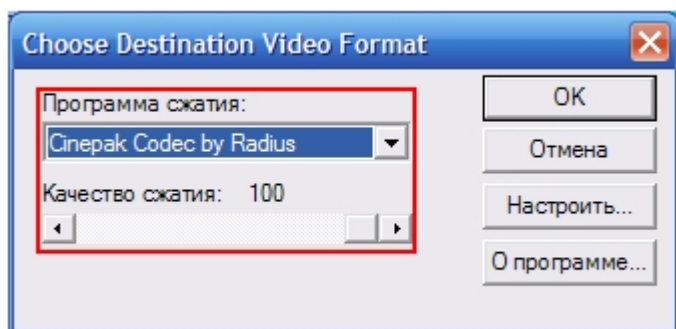 Choose Destination Video Format
Программа сжатия:
Cinepak Codec by Radius
Качество сжатия: 100
OK
Отмена
Настроить...
О программе...